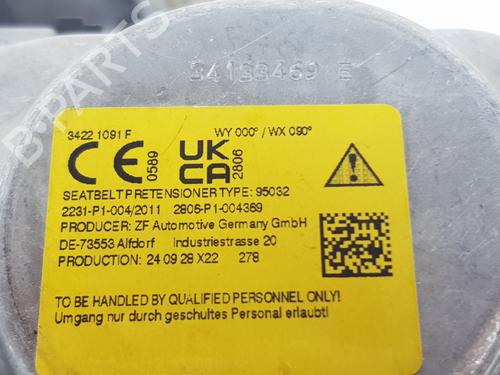 B-PARTS
34133469 E
3422 1091 F WY 000° / WX 090°
CE 0589 UK CA 2806
SEATBELT PRETENSIONER TYPE: 95032
2231-P1-004/2011 2806-P1-004369
PRODUCER: ZF Automotive Germany GmbH
DE-73553 Alfdorf Industriestrasse 20
PRODUCTION: 24 09 28 X22 278
TO BE HANDLED BY QUALIFIED PERSONNEL ONLY!
Umgang nur durch geschultes Personal erlaubt!